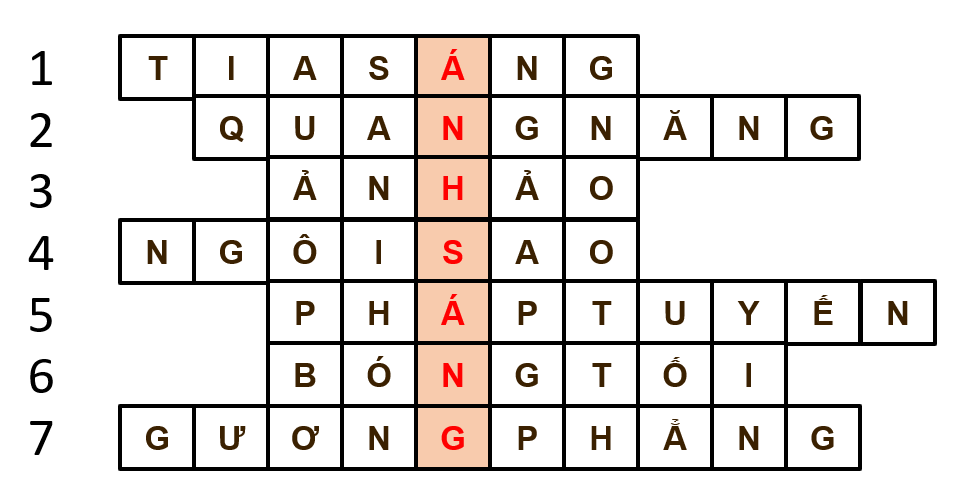 1 T I A S Á N G
2 Q U A N G N Ă N G
3 Ả N H Ả O
4 N G Ô I S A O
5 P H Á P T U Y Ế N
6 B Ó N G T Ố I
7 G Ư Ơ N G P H Ẳ N G